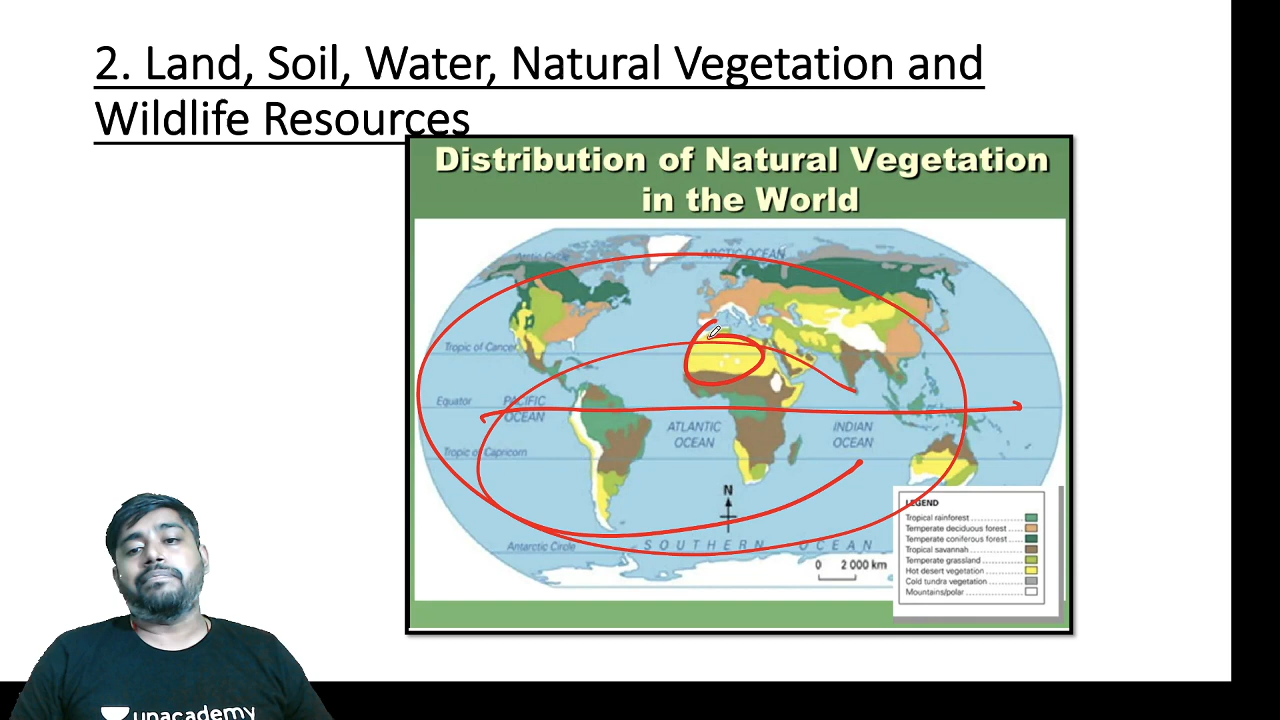 2. Land, Soil, Water, Natural Vegetation and
Wildlife Resources
Distribution of Natural Vegetation
in the World
Arctic Circle
ARCTIC OCEAN
Tropic of Cancer
Equator
PACIFIC
OCEAN
ATLANTIC
OCEAN
INDIAN
OCEAN
Tropic of Capricorn
N
Antarctic Circle
SOUTHERN OCEAN
0 2 000 km
LEGEND
Tropical rainforest
Temperate deciduous forest
Temperate coniferous forest
Tropical savannah
Temperate grassland
Hot desert vegetation
Cold tundra vegetation
Mountains/polar
unacademy